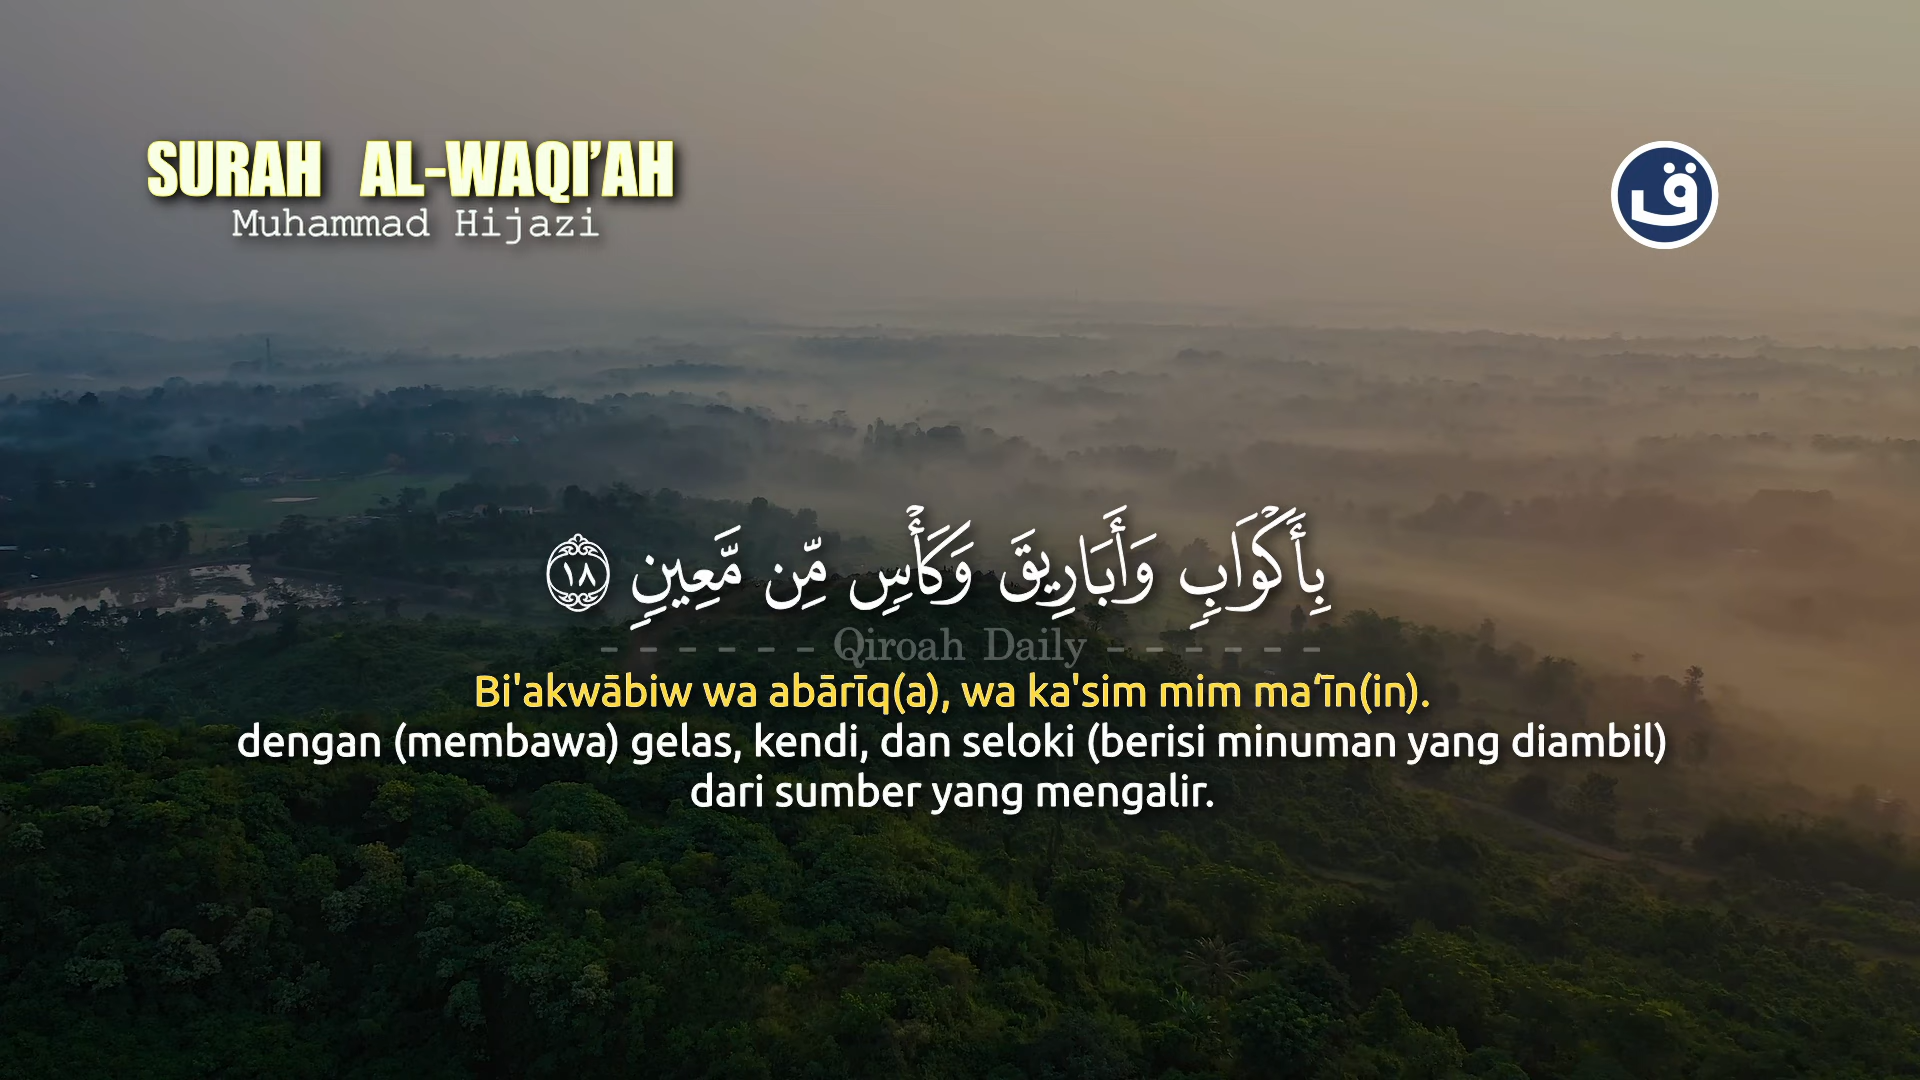 SURAH AL-WAQI’AH
Muhammad Hijazi
ق
بِأَكْوَابٍ وَأَبَارِيقَ وَكَأْسٍ مِّن مَّعِينٍ ١٨
- - - - - - Qiroah Daily - - - - - -
Bi'akwābiw wa abārīq(a), wa ka'sim mim ma‘īn(in).
dengan (membawa) gelas, kendi, dan seloki (berisi minuman yang diambil)
dari sumber yang mengalir.